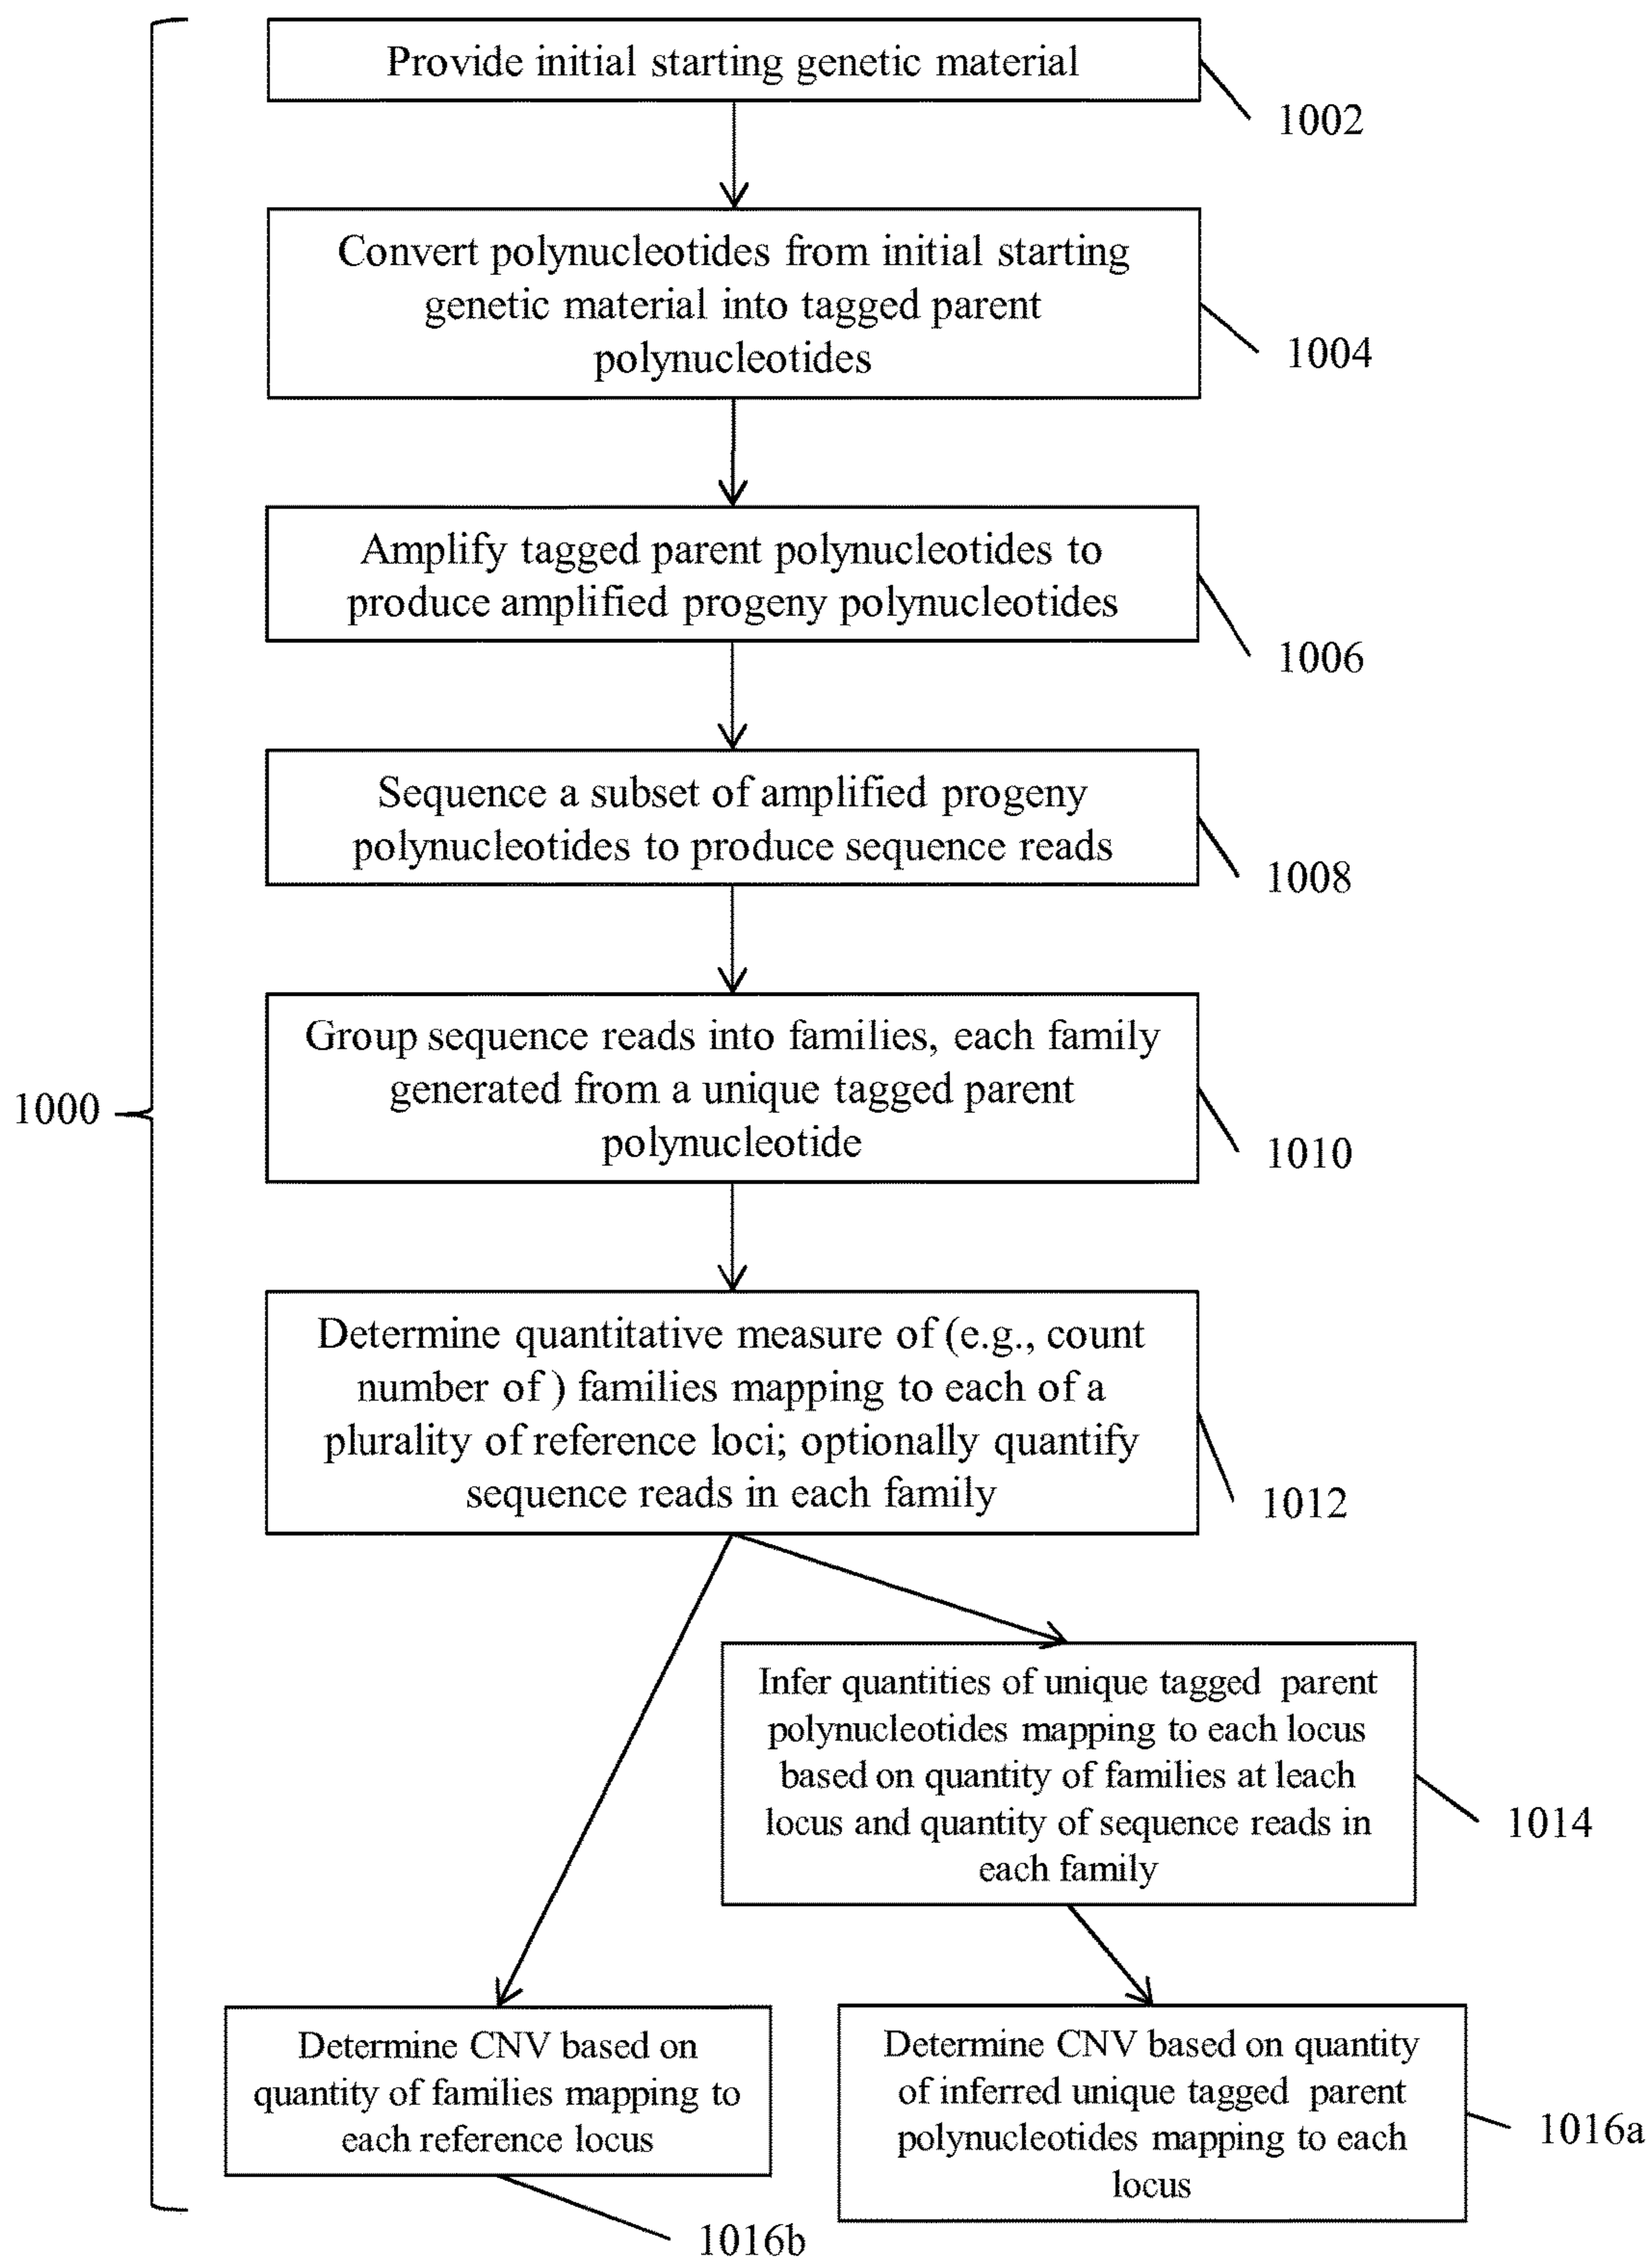 Provide initial starting genetic material
1002
Convert polynucleotides from initial starting
genetic material into tagged parent
polynucleotides
1004
Amplify tagged parent polynucleotides to
produce amplified progeny polynucleotides
1006
Sequence a subset of amplified progeny
polynucleotides to produce sequence reads
1008
Group sequence reads into families, each family
generated from a unique tagged parent
polynucleotide
1010
1000
Determine quantitative measure of (e.g., count
number of ) families mapping to each of a
plurality of reference loci; optionally quantify
sequence reads in each family
1012
Infer quantities of unique tagged parent
polynucleotides mapping to each locus
based on quantity of families at leach
locus and quantity of sequence reads in
each family
1014
Determine CNV based on
quantity of families mapping to
each reference locus
1016b
Determine CNV based on quantity
of inferred unique tagged parent
polynucleotides mapping to each
locus
1016a